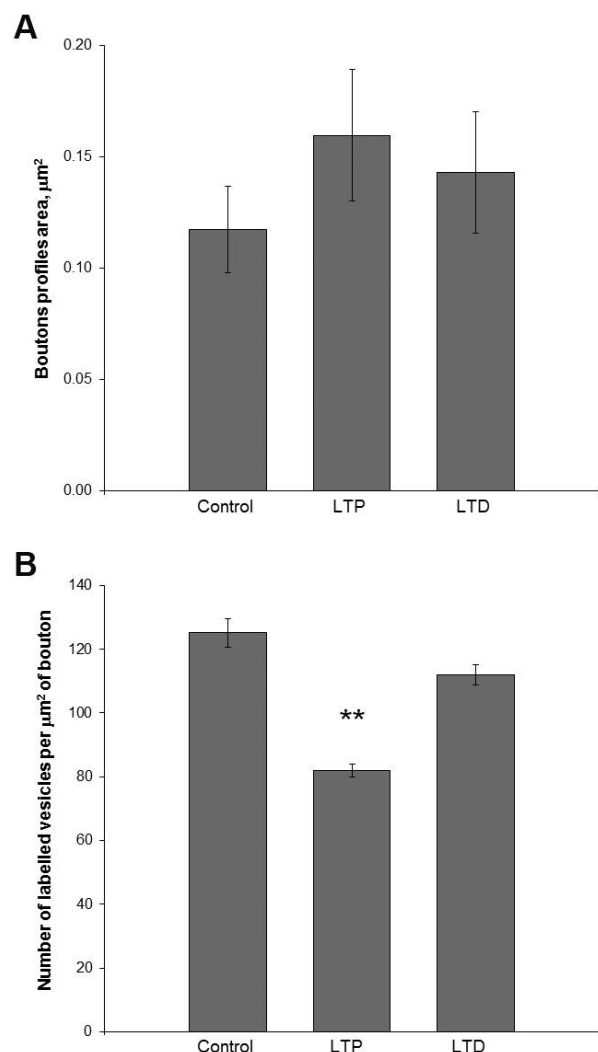 A
Boutons profiles area, μm²
0.20
0.15
0.10
0.05
0.00
Control LTP LTD
B
Number of labelled vesicles per μm² of bouton
140
120
100
80
60
40
20
0
**
Control LTP LTD